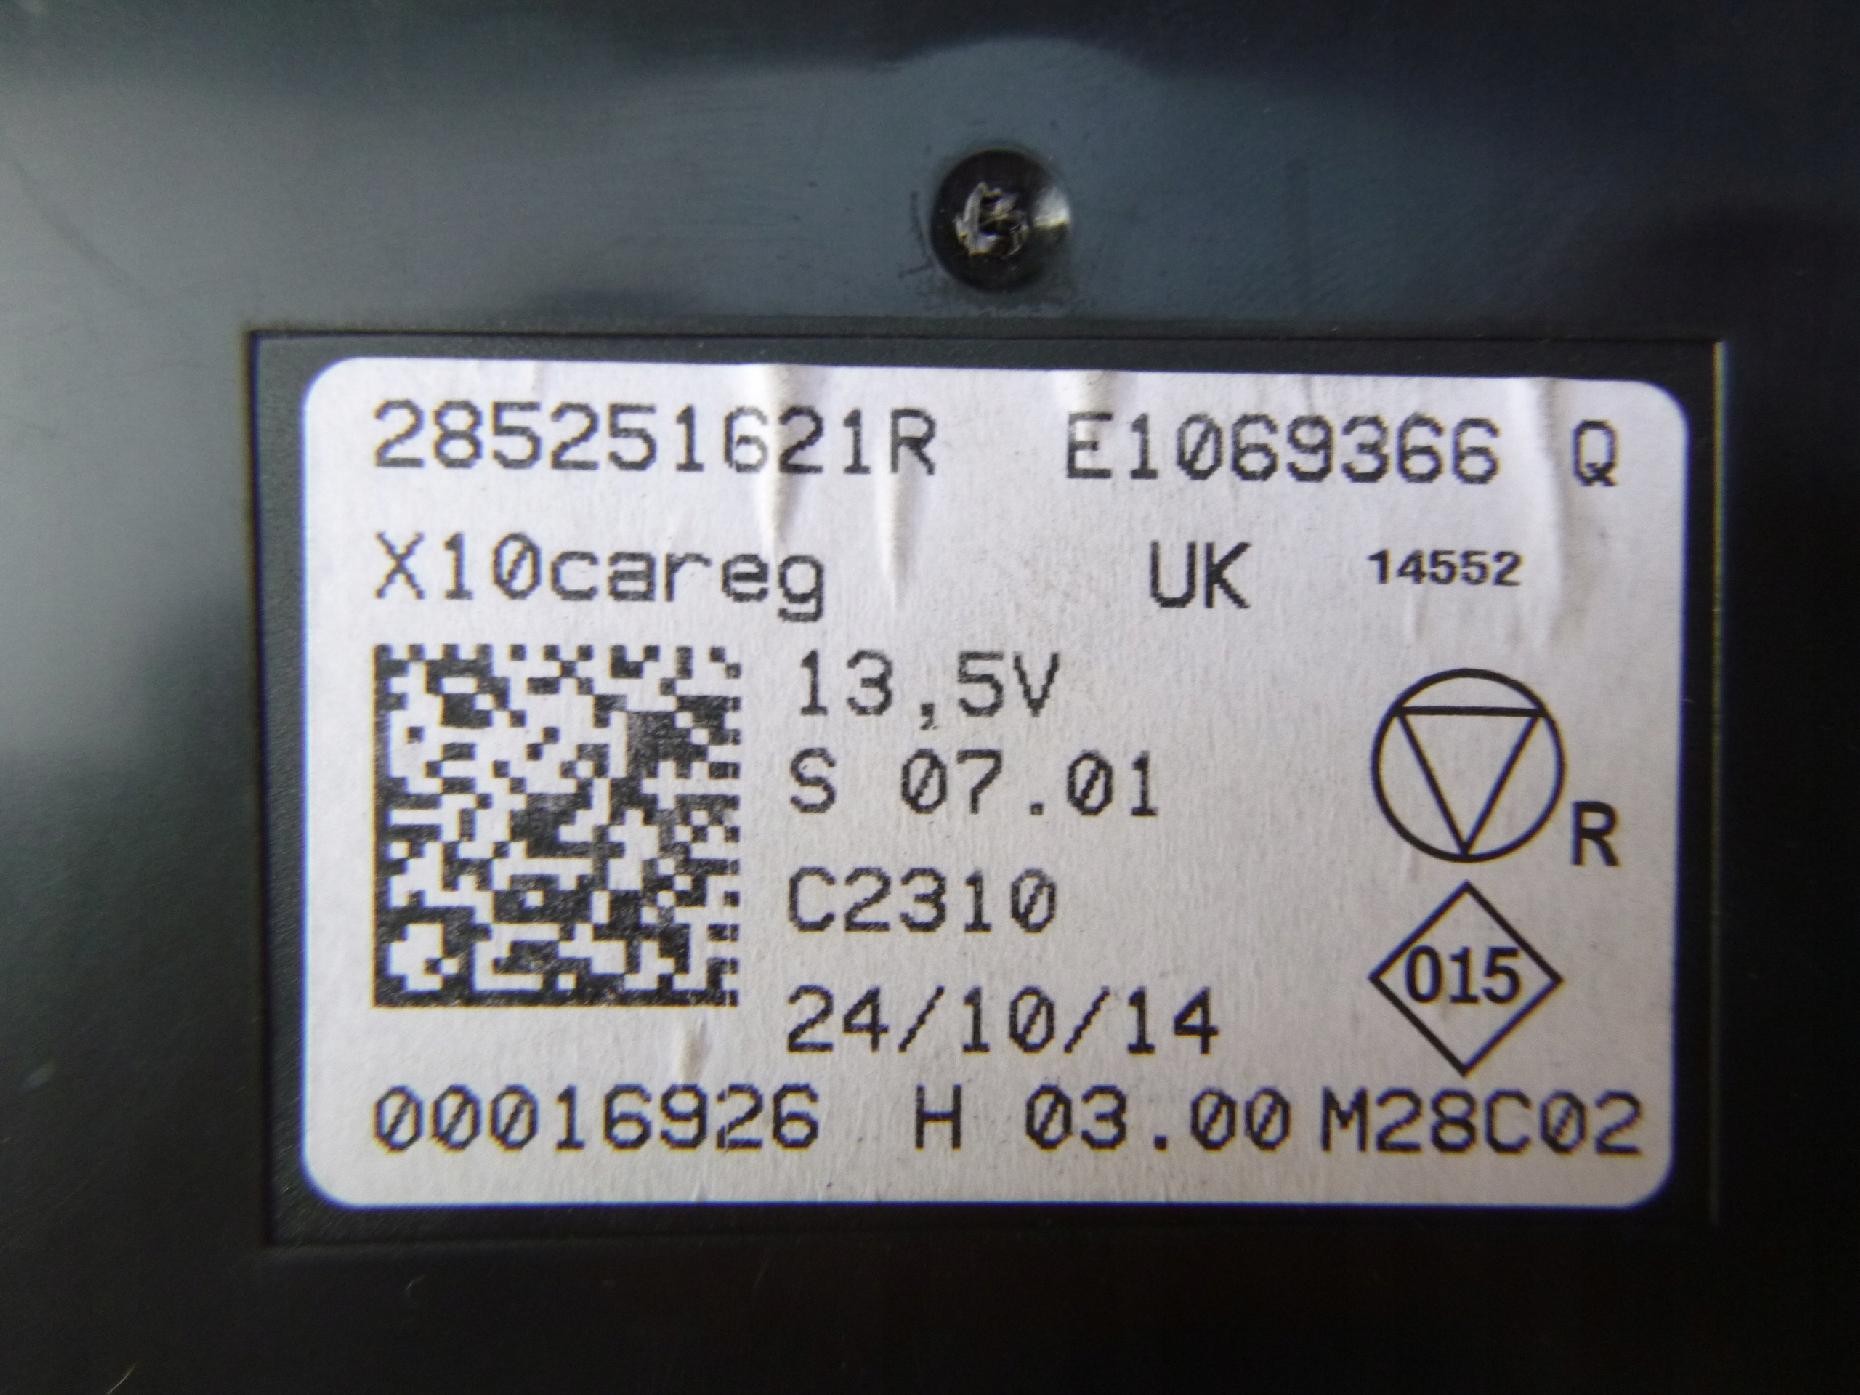 285251621R E1069366 Q
X10careg UK 14552
13,5V
S 07.01
R
C2310
015
24/10/14
00016926 H 03.00 M28C02